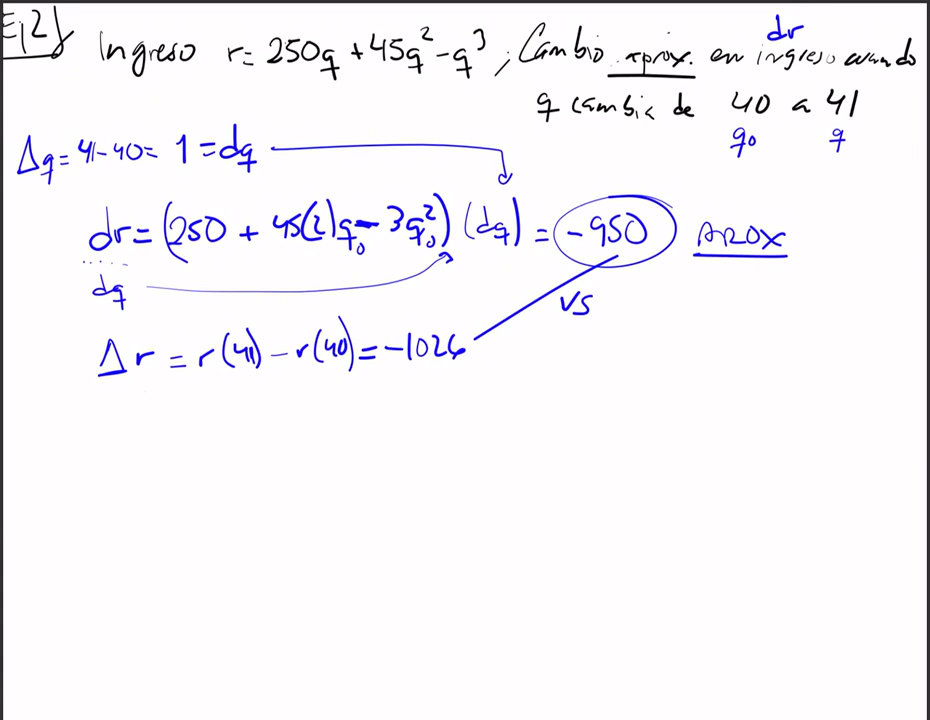 Ej2) Ingreso r = 250q + 45q² - q³ ; Cambio aprox. en ingreso cuando
dr
q cambia de 40 a 41
q₀ q
Δq = 41-40 = 1 = dq
dr = (250 + 45(2)q₀ - 3q₀²) (dq) = -950 AROX
dq
vs
Δr = r(41) - r(40) = -1026